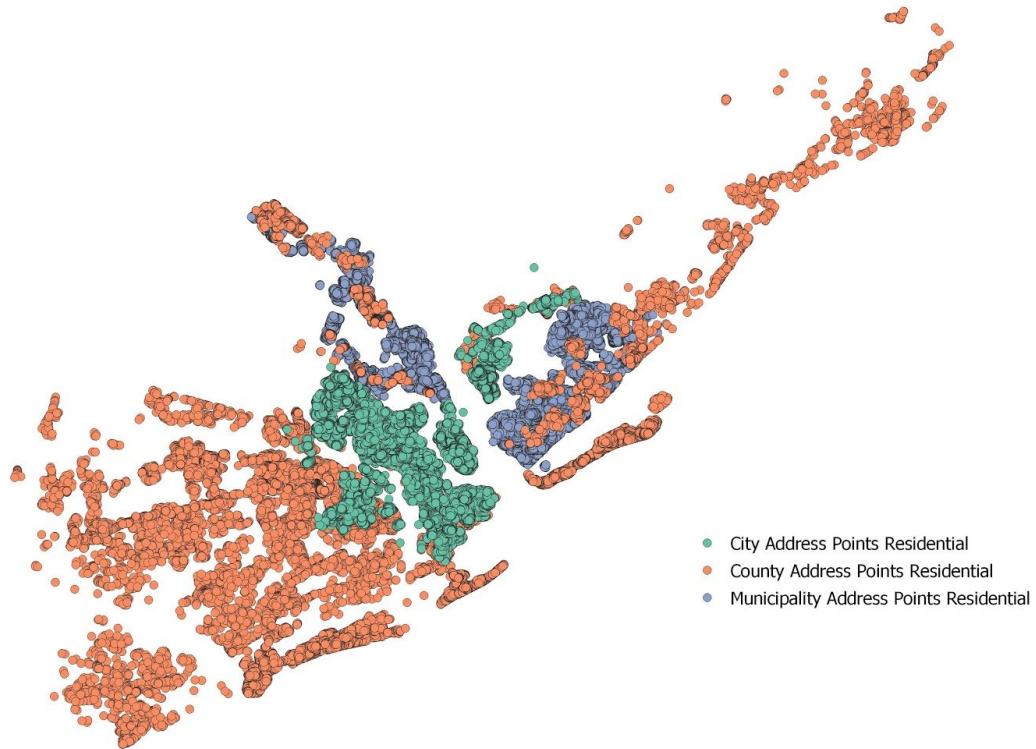 City Address Points Residential
County Address Points Residential
Municipality Address Points Residential